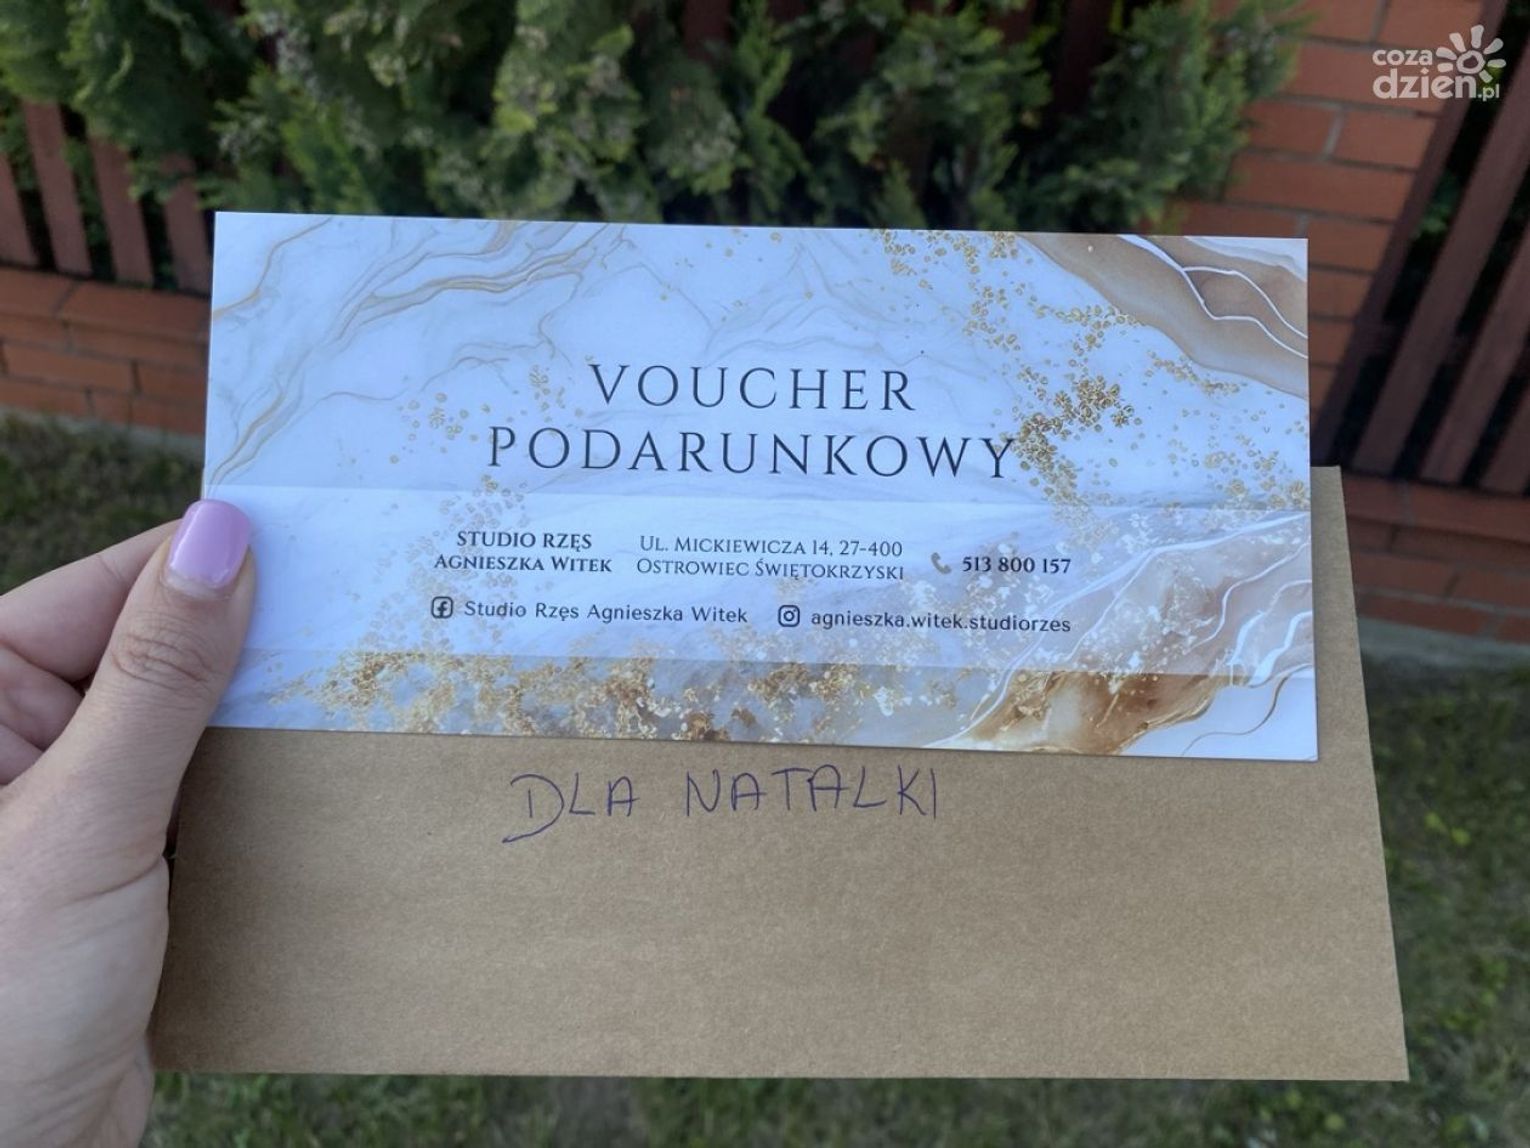 coza
dzien.pl
VOUCHER
PODARUNKOWY
STUDIO RZĘS
AGNIESZKA WITEK
UL. MICKIEWICZA 14, 27-400
OSTROWIEC ŚWIĘTOKRZYSKI
513 800 157
Studio Rzęs Agnieszka Witek
agnieszka.witek.studiorzes
DLA NATALKI